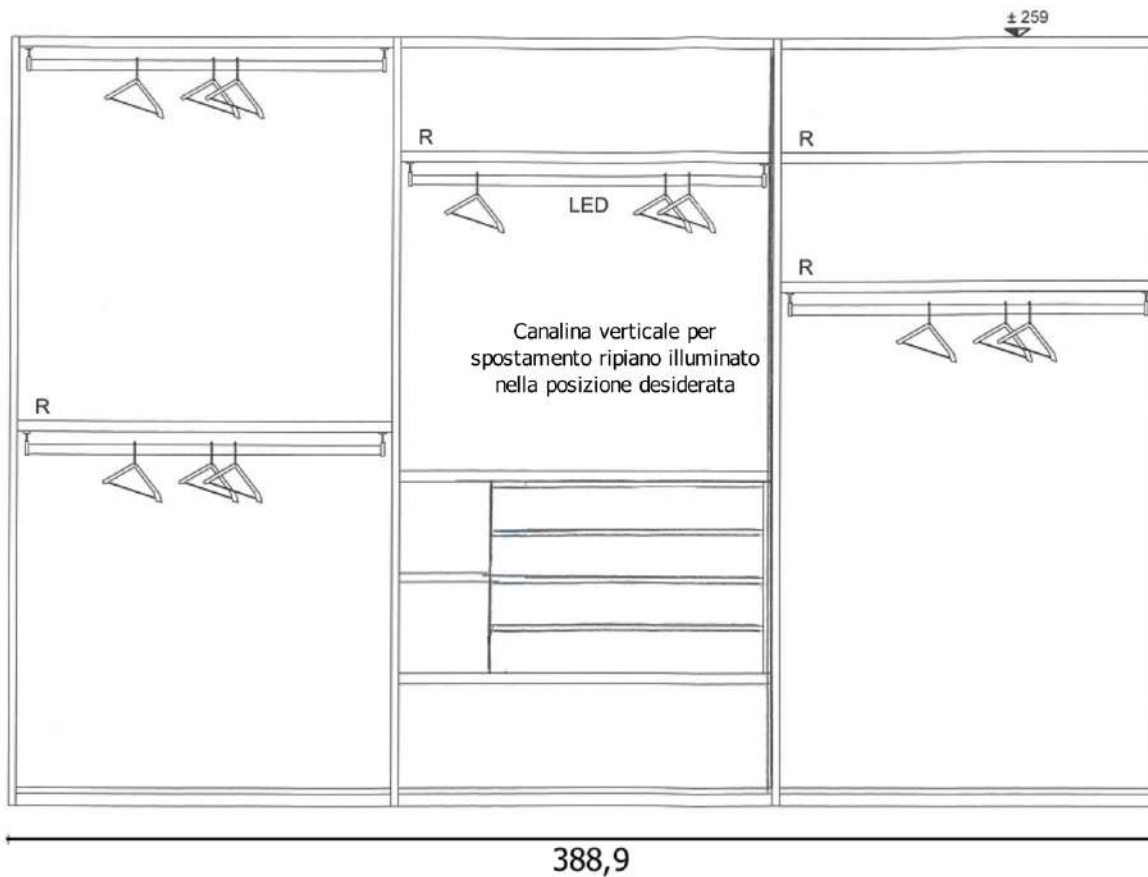 ± 259
R
R
LED
R
Canalina verticale per
spostamento ripiano illuminato
nella posizione desiderata
R
388,9